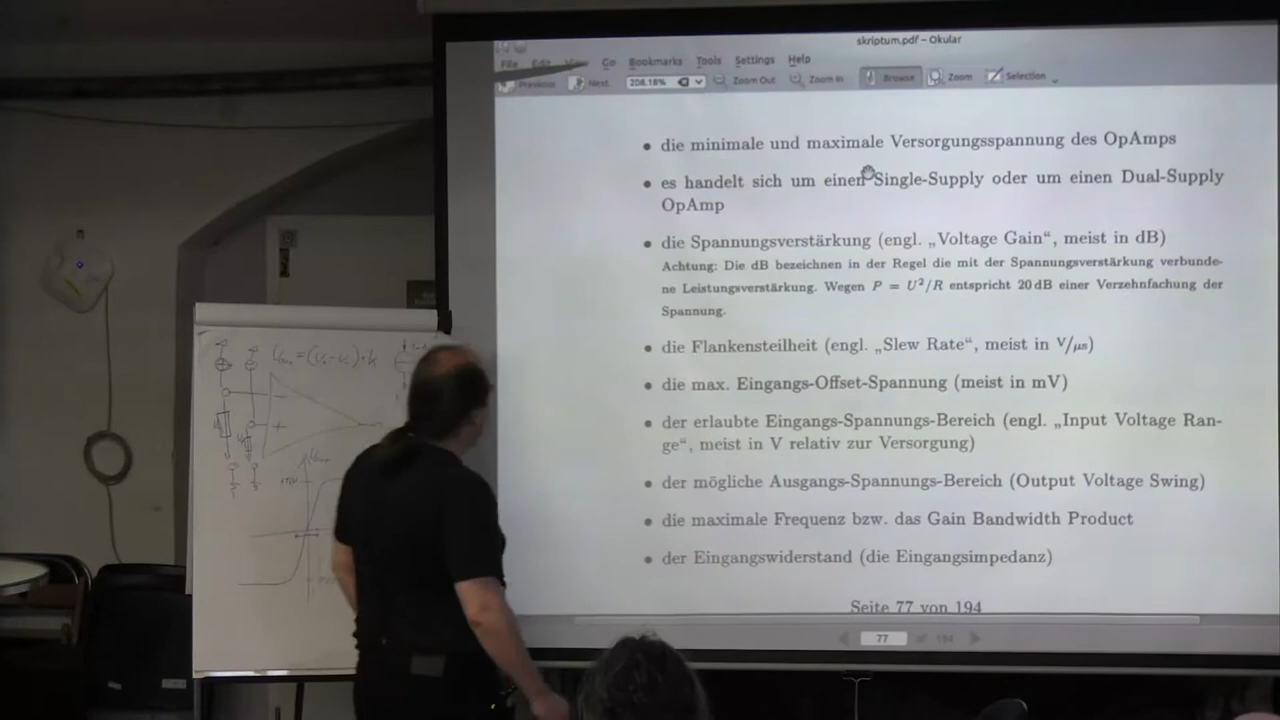 skriptum.pdf – Okular
File Edit View Go Bookmarks Tools Settings Help
Previous Next 208.18% Zoom Out Zoom In Browse Zoom Selection
• die minimale und maximale Versorgungsspannung des OpAmps
• es handelt sich um einen Single-Supply oder um einen Dual-Supply
OpAmp
• die Spannungsverstärkung (engl. „Voltage Gain“, meist in dB)
Achtung: Die dB bezeichnen in der Regel die mit der Spannungsverstärkung verbunde-
ne Leistungsverstärkung. Wegen P = U²/R entspricht 20 dB einer Verzehnfachung der
Spannung.
• die Flankensteilheit (engl. „Slew Rate“, meist in V/µs)
• die max. Eingangs-Offset-Spannung (meist in mV)
• der erlaubte Eingangs-Spannungs-Bereich (engl. „Input Voltage Ran-
ge“, meist in V relativ zur Versorgung)
• der mögliche Ausgangs-Spannungs-Bereich (Output Voltage Swing)
• die maximale Frequenz bzw. das Gain Bandwidth Product
• der Eingangswiderstand (die Eingangsimpedanz)
Seite 77 von 194
77 of 194